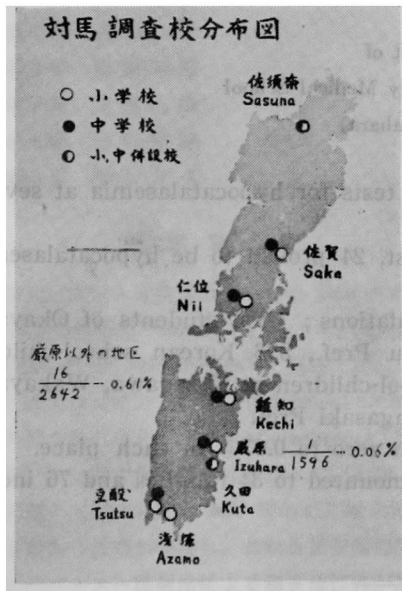 対馬調査校分布図
小学校
中学校
小,中併設校
佐須奈
Sasuna
佐賀
Saka
仁位
Nii
厳原以外の地区
16
2642 … 0.61%
雞知
Kechi
厳原
Izuhara
1596 … 0.06%
久田
Kuta
豆酘
Tsutsu
浅藻
Azamo